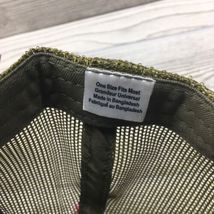 One Size Fits Most
Grandeur Universel
Made in Bangladesh
Fabriqué au Bangladesh